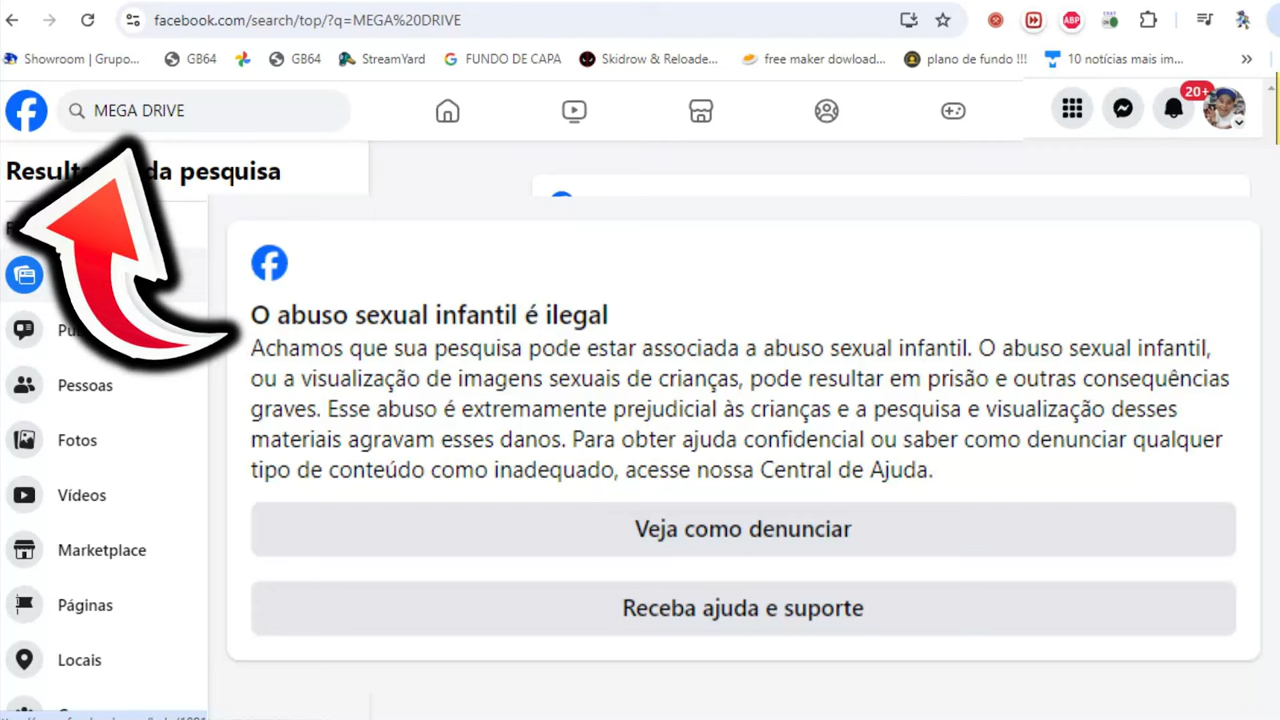 facebook.com/search/top/?q=MEGA%20DRIVE
ABP
Showroom | Grupo...
GB64
GB64
StreamYard
FUNDO DE CAPA
Skidrow & Reloade...
free maker dowload...
plano de fundo !!!
10 notícias mais im...
MEGA DRIVE
20+
da pesquisa
O abuso sexual infantil é ilegal
Achamos que sua pesquisa pode estar associada a abuso sexual infantil. O abuso sexual infantil,
ou a visualização de imagens sexuais de crianças, pode resultar em prisão e outras consequências
graves. Esse abuso é extremamente prejudicial às crianças e a pesquisa e visualização desses
materiais agravam esses danos. Para obter ajuda confidencial ou saber como denunciar qualquer
tipo de conteúdo como inadequado, acesse nossa Central de Ajuda.
Veja como denunciar
Receba ajuda e suporte
Pessoas
Fotos
Vídeos
Marketplace
Páginas
Locais